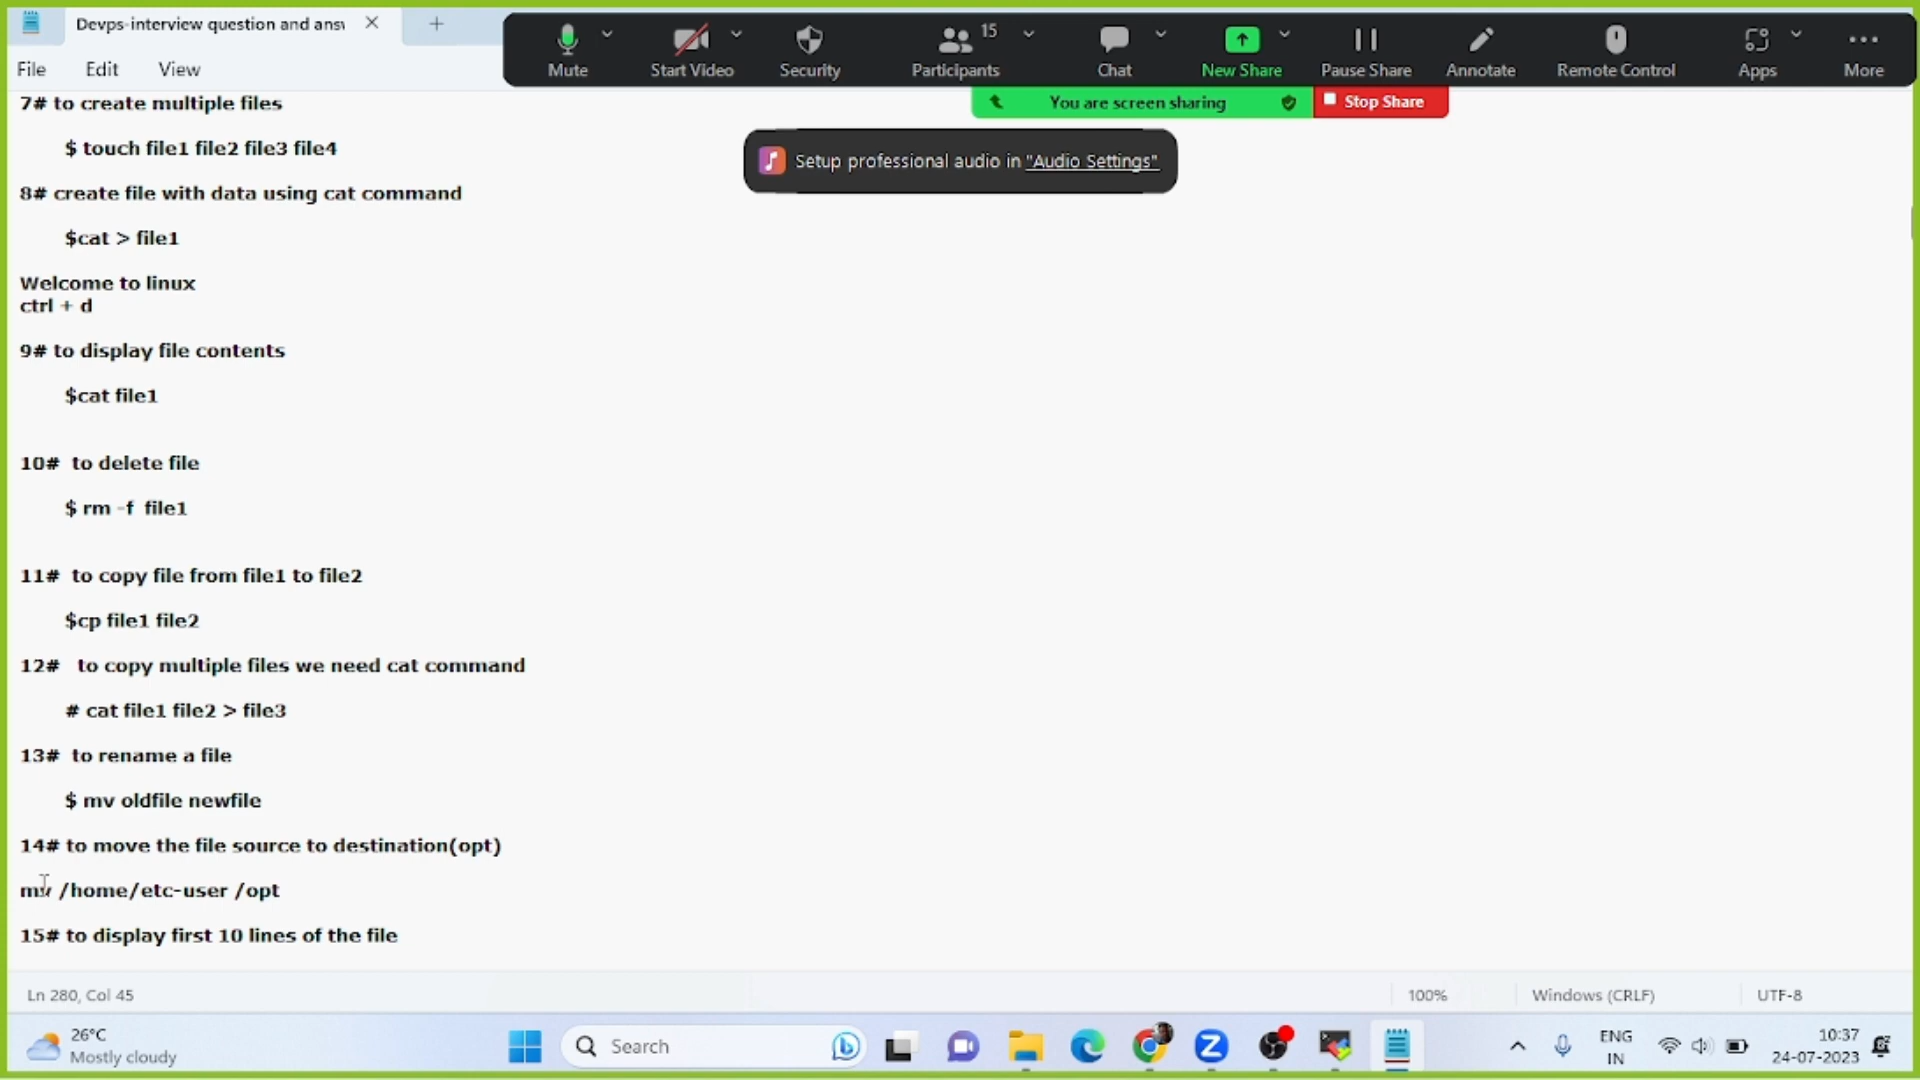 Devps-interview question and ansv
Mute
Start Video
Security
15
Participants
Chat
New Share
Pause Share
Annotate
Remote Control
Apps
More
File Edit View
You are screen sharing
Stop Share
Setup professional audio in "Audio Settings"
7# to create multiple files
$ touch file1 file2 file3 file4
8# create file with data using cat command
$cat > file1
Welcome to linux
ctrl + d
9# to display file contents
$cat file1
10# to delete file
$ rm -f file1
11# to copy file from file1 to file2
$cp file1 file2
12# to copy multiple files we need cat command
# cat file1 file2 > file3
13# to rename a file
$ mv oldfile newfile
14# to move the file source to destination(opt)
mv /home/etc-user /opt
15# to display first 10 lines of the file
Ln 280, Col 45
100%
Windows (CRLF)
UTF-8
26°C
Mostly cloudy
Search
ENG
IN
10:37
24-07-2023